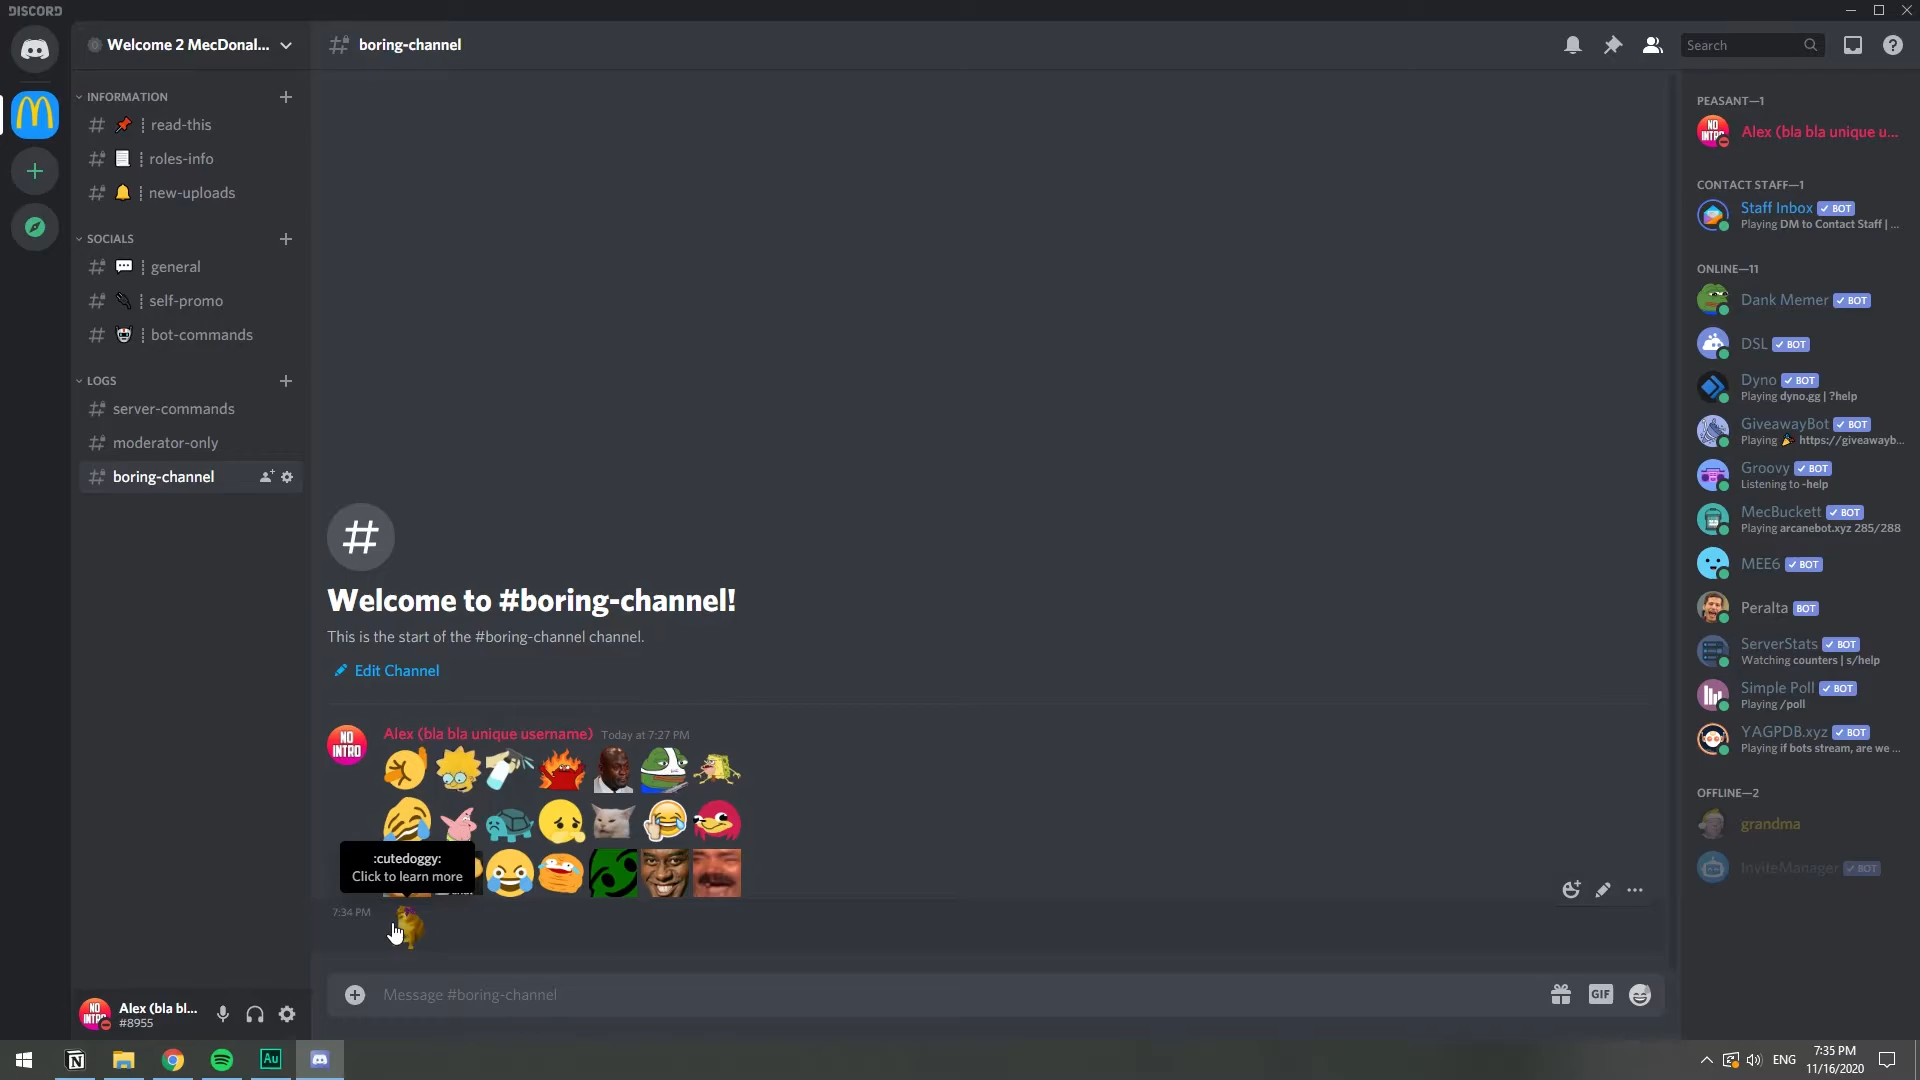 DISCORD
Welcome 2 MecDonal...
boring-channel
Search
INFORMATION
read-this
roles-info
new-uploads
SOCIALS
general
self-promo
bot-commands
LOGS
server-commands
moderator-only
boring-channel
Welcome to #boring-channel!
This is the start of the #boring-channel channel.
Edit Channel
NO INTRO
Alex (bla bla unique username) Today at 7:27 PM
:cutedoggy:
Click to learn more
7:34 PM
Message #boring-channel
GIF
Alex (bla bl...
#8955
PEASANT—1
Alex (bla bla unique u...
CONTACT STAFF—1
Staff Inbox BOT
Playing DM to Contact Staff | ...
ONLINE—11
Dank Memer BOT
DSL BOT
Dyno BOT
Playing dyno.gg | ?help
GiveawayBot BOT
Playing https://giveawayb...
Groovy BOT
Listening to -help
MecBuckett BOT
Playing arcanebot.xyz 285/288
MEE6 BOT
Peralta BOT
ServerStats BOT
Watching counters | s/help
Simple Poll BOT
Playing /poll
YAGPDB.xyz BOT
Playing if bots stream, are we ...
OFFLINE—2
grandma
InviteManager BOT
Au
ENG
7:35 PM
11/16/2020